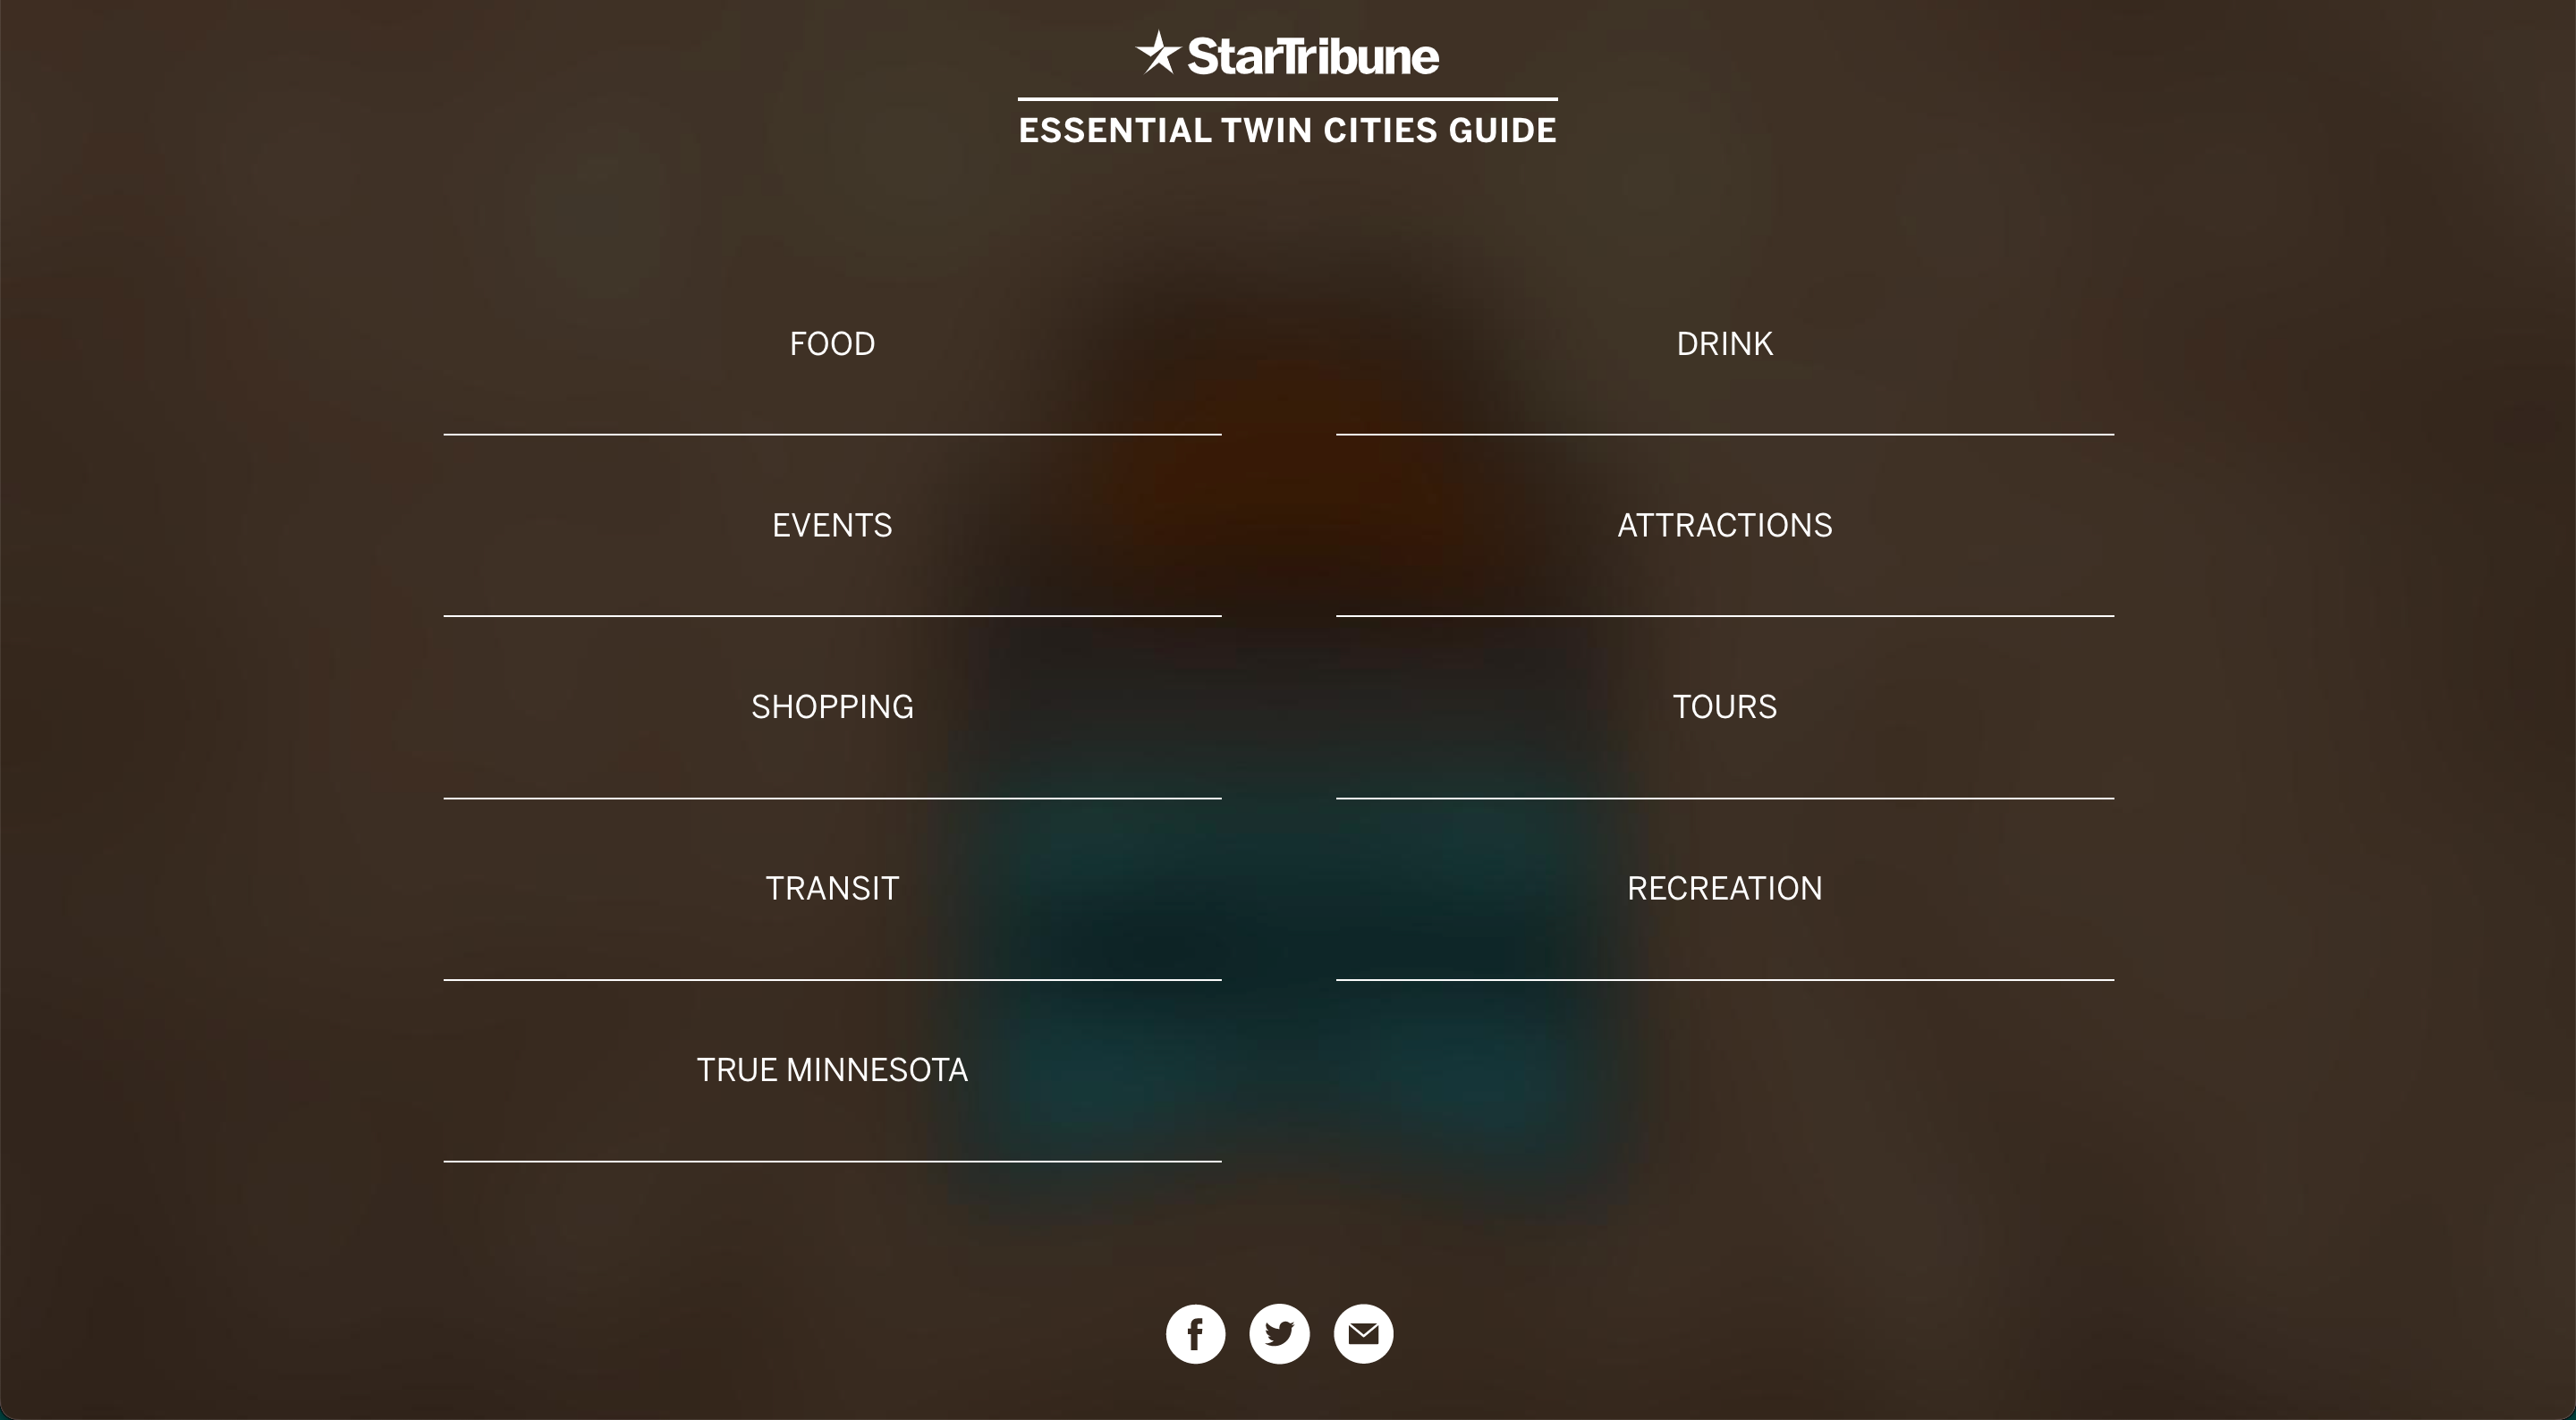 StarTribune
ESSENTIAL TWIN CITIES GUIDE
FOOD
DRINK
EVENTS
ATTRACTIONS
SHOPPING
TOURS
TRANSIT
RECREATION
TRUE MINNESOTA